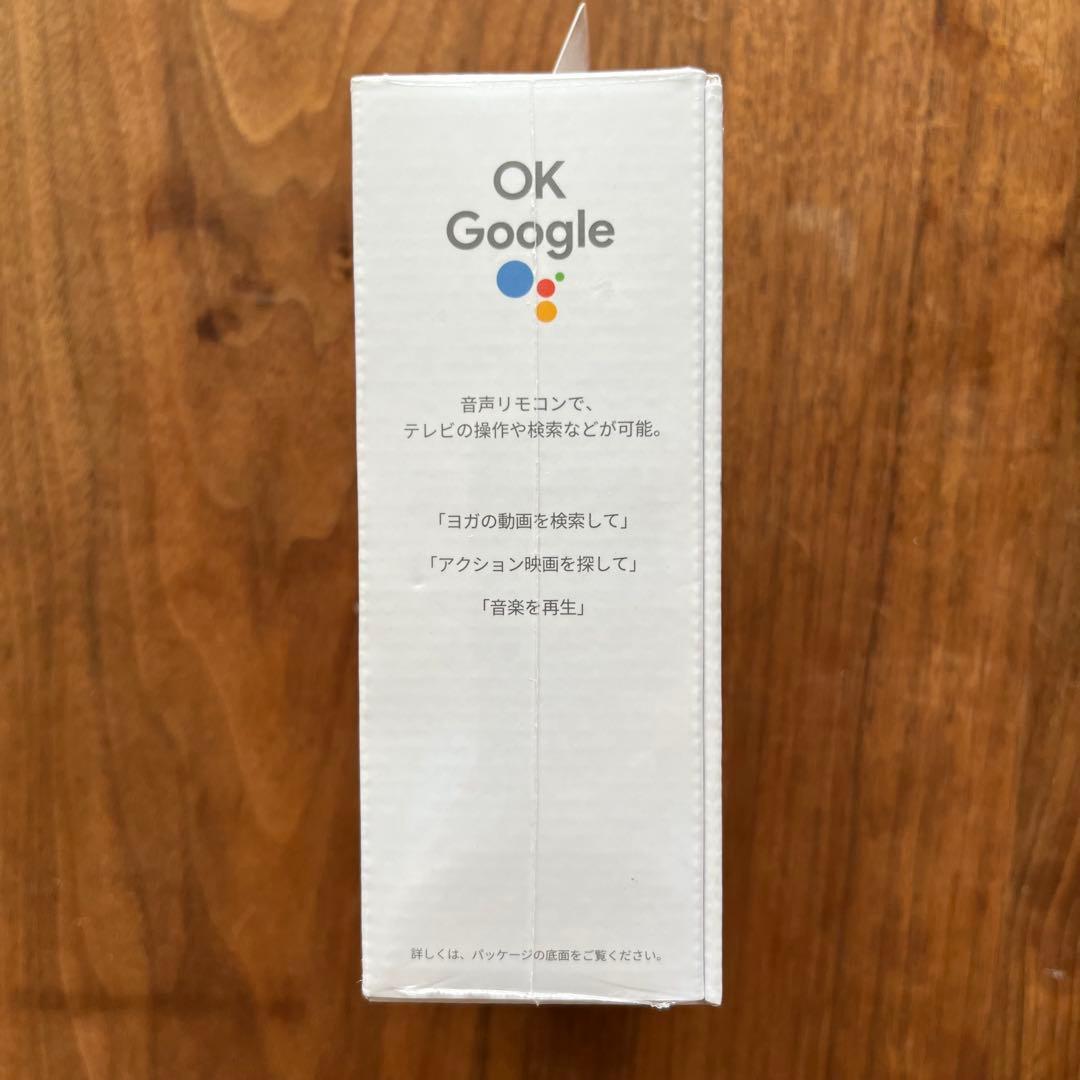 OK
Google
音声リモコンで、
テレビの操作や検索などが可能。
「ヨガの動画を検索して」
「アクション映画を探して」
「音楽を再生」
詳しくは、パッケージの底面をご覧ください。